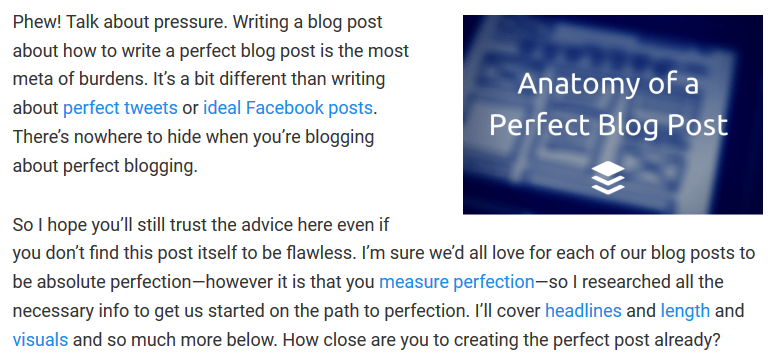 Phew! Talk about pressure. Writing a blog post
about how to write a perfect blog post is the most
meta of burdens. It’s a bit different than writing
about perfect tweets or ideal Facebook posts.
There’s nowhere to hide when you’re blogging
about perfect blogging.
Anatomy of a
Perfect Blog Post
So I hope you’ll still trust the advice here even if
you don’t find this post itself to be flawless. I’m sure we’d all love for each of our blog posts to
be absolute perfection—however it is that you measure perfection—so I researched all the
necessary info to get us started on the path to perfection. I’ll cover headlines and length and
visuals and so much more below. How close are you to creating the perfect post already?